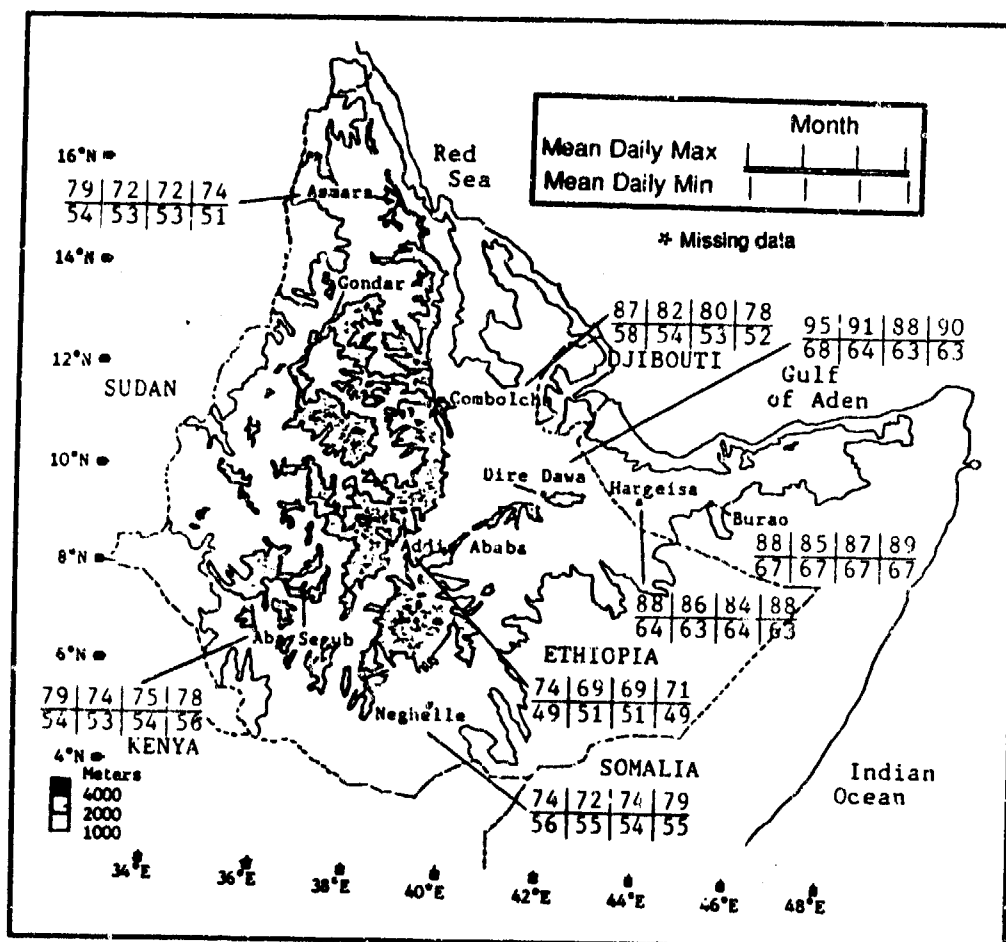 Month
Mean Daily Max
Mean Daily Min
* Missing data
16°N
14°N
12°N
10°N
8°N
6°N
4°N
Red
Sea
79 72 72 74
54 53 53 51
Asmara
Gondar
87 82 80 78
58 54 53 52
DJIBOUTI
95 91 88 90
68 64 63 63
Gulf
of Aden
SUDAN
Combolcha
Dire Dawa
Hargeisa
Burao
Addis Ababa
88 85 87 89
67 67 67 67
88 86 84 88
64 63 64 63
ETHIOPIA
74 69 69 71
49 51 51 49
79 74 75 78
54 53 54 56
KENYA
Neghelle
SOMALIA
74 72 74 79
56 55 54 55
Indian
Ocean
Meters
4000
2000
1000
34°E
36°E
38°E
40°E
42°E
44°E
46°E
48°E